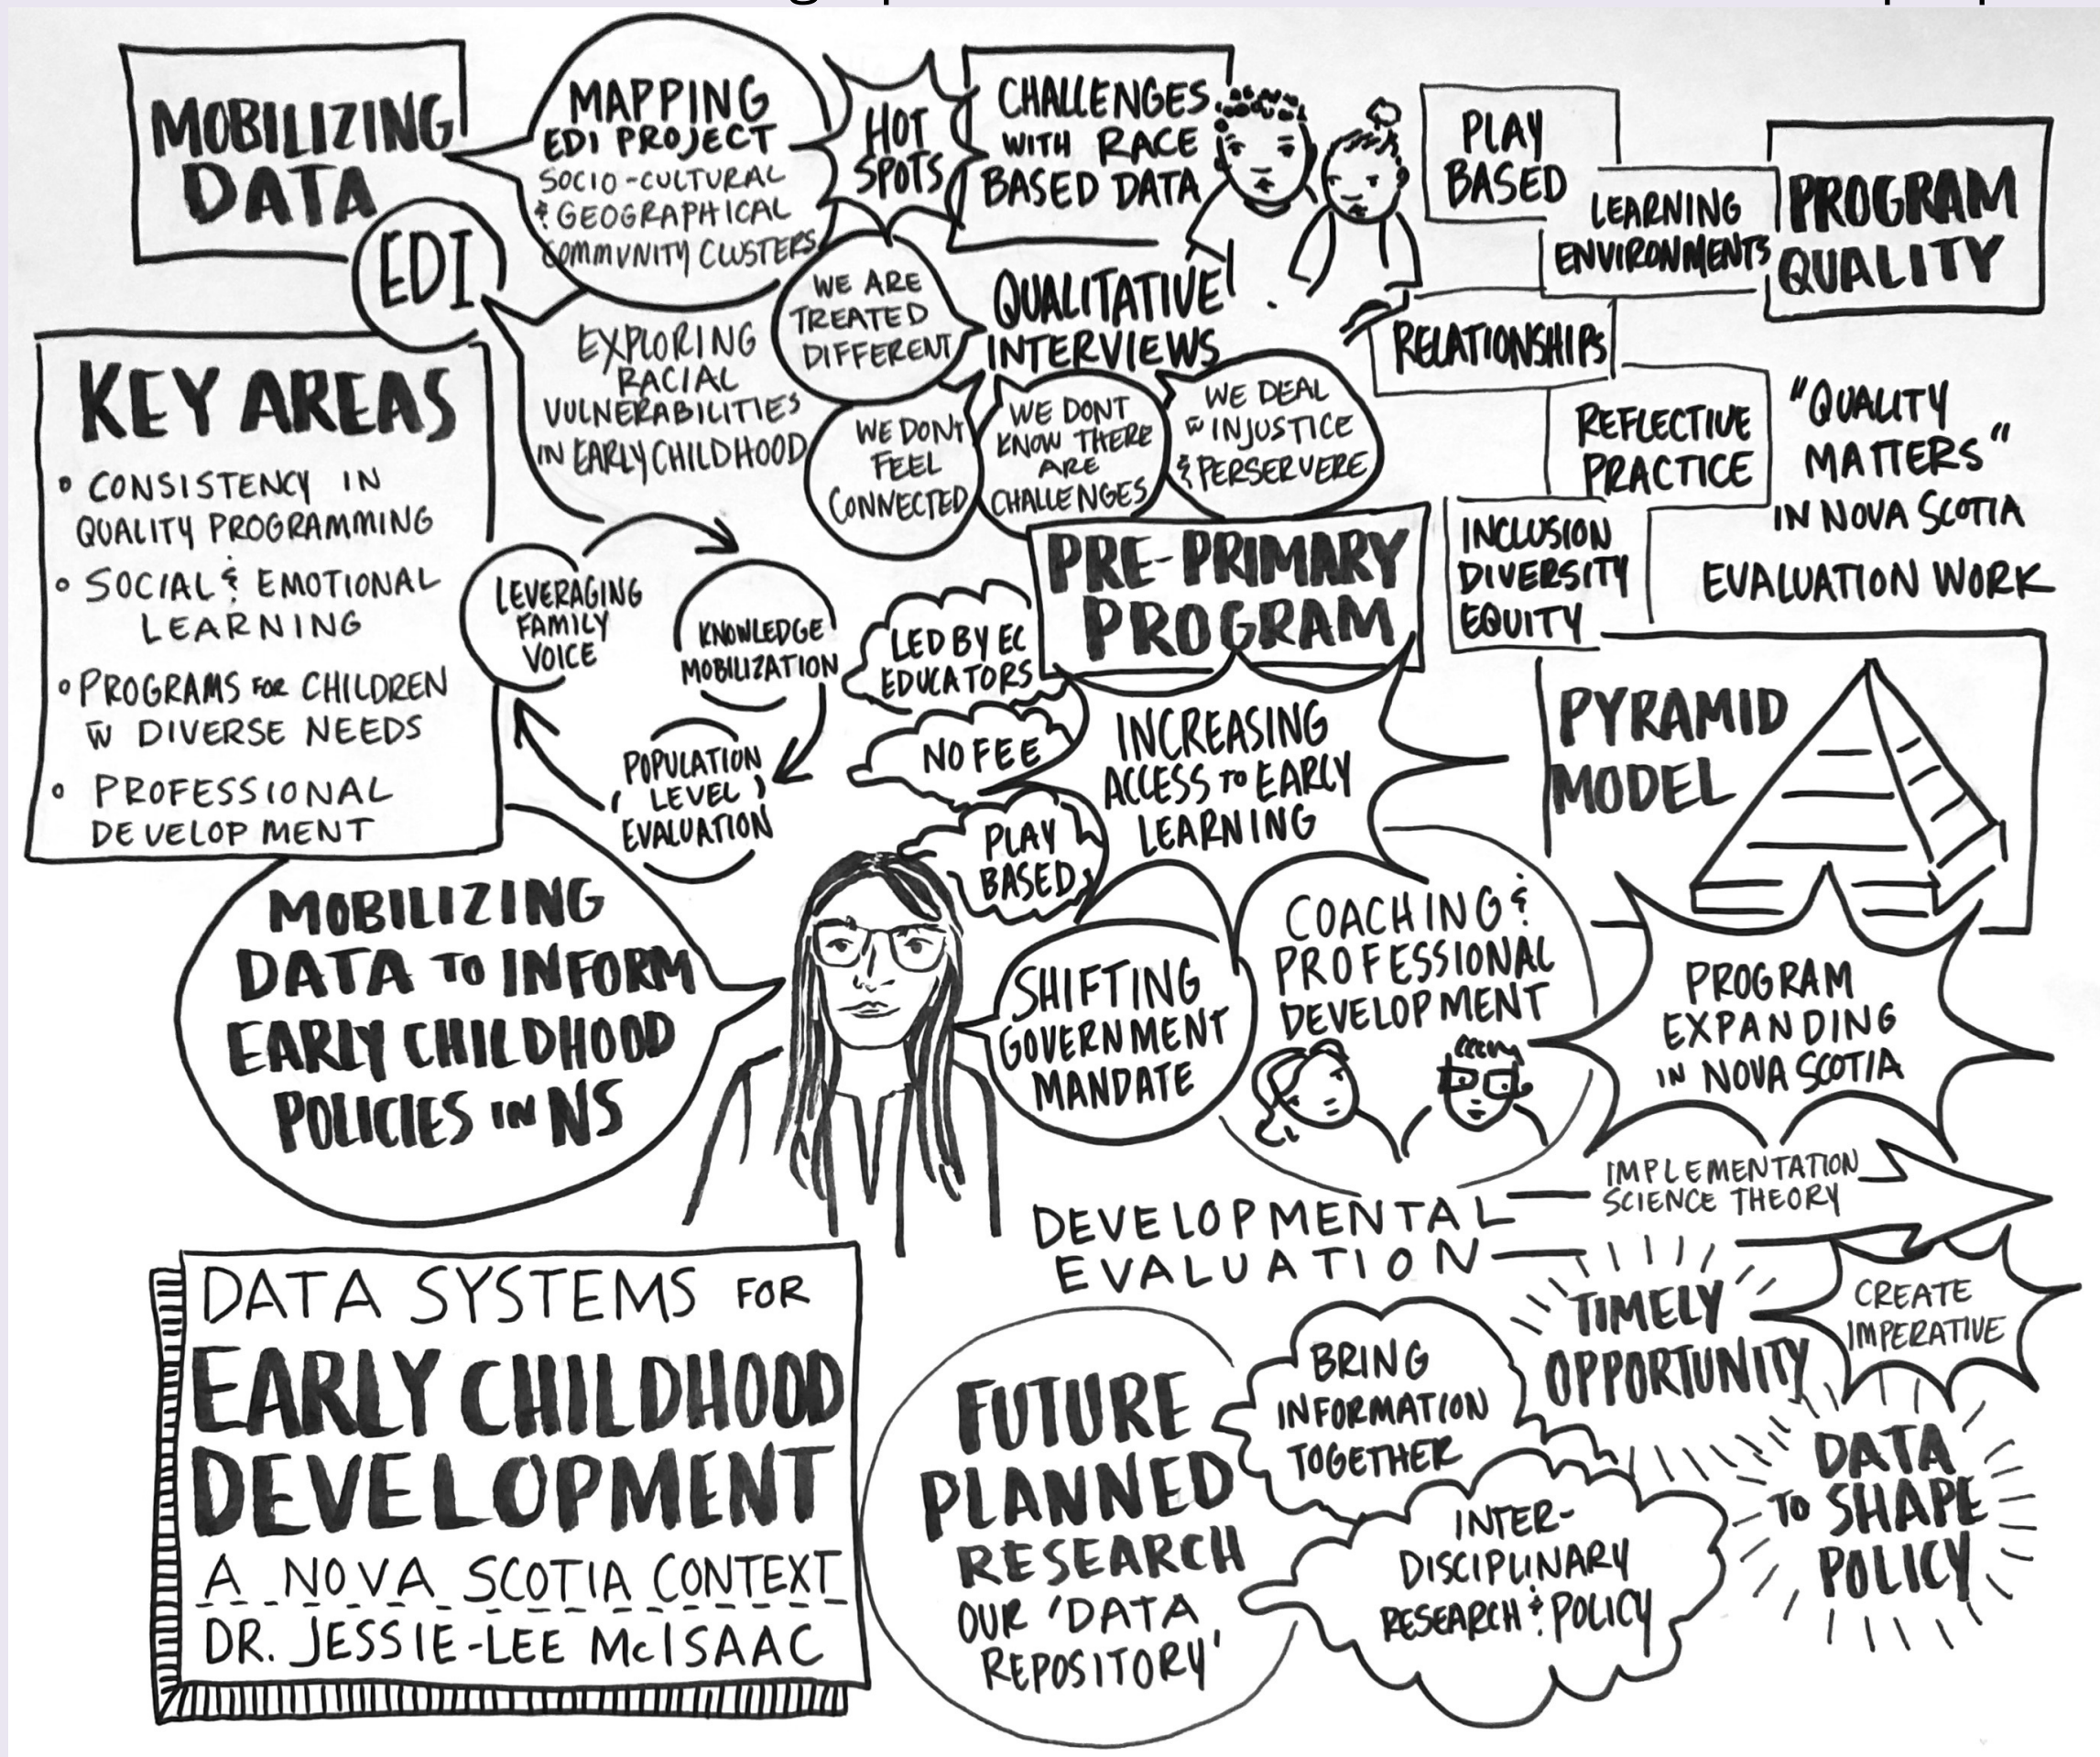 MOBILIZING
DATA
EDI
MAPPING
EDI PROJECT
SOCIO-CULTURAL
& GEOGRAPHICAL
COMMUNITY CLUSTERS
HOT
SPOTS
CHALLENGES
WITH RACE
BASED DATA
EXPLORING
RACIAL
VULNERABILITIES
IN EARLY CHILDHOOD
QUALITATIVE
INTERVIEWS
WE ARE
TREATED
DIFFERENT
WE DONT
FEEL
CONNECTED
WE DONT
KNOW THERE
ARE
CHALLENGES
WE DEAL
W INJUSTICE
& PERSERVERE
PLAY
BASED
LEARNING
ENVIRONMENTS
PROGRAM
QUALITY
RELATIONSHIPS
REFLECTIVE
PRACTICE
INCLUSION
DIVERSITY
EQUITY
"QUALITY
MATTERS"
IN NOVA SCOTIA
EVALUATION WORK
KEY AREAS
• CONSISTENCY IN
QUALITY PROGRAMMING
• SOCIAL & EMOTIONAL
LEARNING
• PROGRAMS FOR CHILDREN
W DIVERSE NEEDS
• PROFESSIONAL
DEVELOPMENT
LEVERAGING
FAMILY
VOICE
KNOWLEDGE
MOBILIZATION
POPULATION
LEVEL
EVALUATION
PRE-PRIMARY
PROGRAM
LED BY EC
EDUCATORS
NO FEE
PLAY
BASED
INCREASING
ACCESS TO EARLY
LEARNING
PYRAMID
MODEL
MOBILIZING
DATA TO INFORM
EARLY CHILDHOOD
POLICIES IN NS
SHIFTING
GOVERNMENT
MANDATE
COACHING &
PROFESSIONAL
DEVELOPMENT
PROGRAM
EXPANDING
IN NOVA SCOTIA
DEVELOPMENTAL
EVALUATION
IMPLEMENTATION
SCIENCE THEORY
DATA SYSTEMS FOR
EARLY CHILDHOOD
DEVELOPMENT
A NOVA SCOTIA CONTEXT
DR. JESSIE-LEE McISAAC
FUTURE
PLANNED
RESEARCH
OUR 'DATA
REPOSITORY'
BRING
INFORMATION
TOGETHER
INTER-
DISCIPLINARY
RESEARCH & POLICY
TIMELY
OPPORTUNITY
CREATE
IMPERATIVE
DATA
TO SHAPE
POLICY